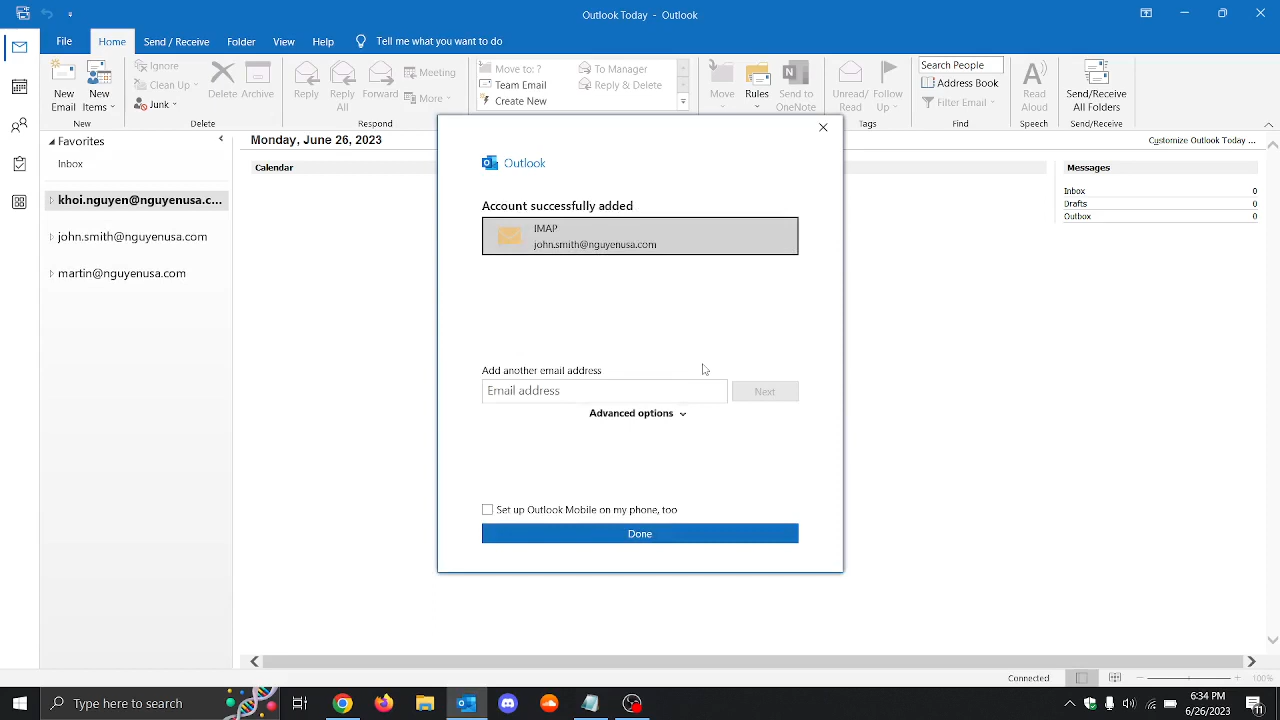 Outlook Today - Outlook
File Home Send / Receive Folder View Help Tell me what you want to do
New Email
New Items
Ignore
Clean Up
Junk
Delete
Archive
Reply
Reply All
Forward
Meeting
More
Move to: ?
Team Email
Create New
To Manager
Reply & Delete
Move
Rules
Send to OneNote
Unread/ Read
Follow Up
Search People
Address Book
Filter Email
Read Aloud
Send/Receive All Folders
New Delete Respond Tags Find Speech Send/Receive
Favorites
Inbox
khoi.nguyen@nguyenusa.c...
john.smith@nguyenusa.com
martin@nguyenusa.com
Monday, June 26, 2023
Customize Outlook Today ...
Calendar
Messages
Inbox 0
Drafts 0
Outbox 0
Outlook
Account successfully added
IMAP
john.smith@nguyenusa.com
Add another email address
Email address
Next
Advanced options
Set up Outlook Mobile on my phone, too
Done
Connected
100%
Type here to search
6:34 PM
6/26/2023